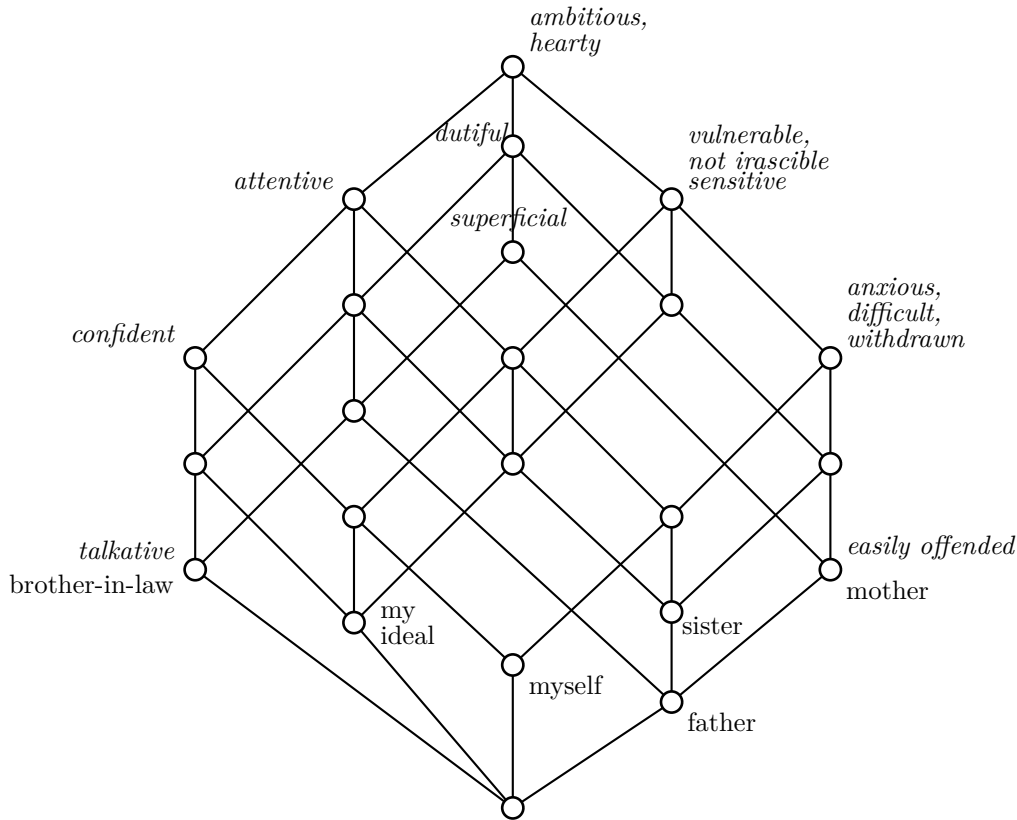 ambitious,
hearty
dutiful
vulnerable,
not irascible
sensitive
attentive
superficial
anxious,
difficult,
withdrawn
confident
talkative
brother-in-law
easily offended
mother
my
ideal
sister
myself
father